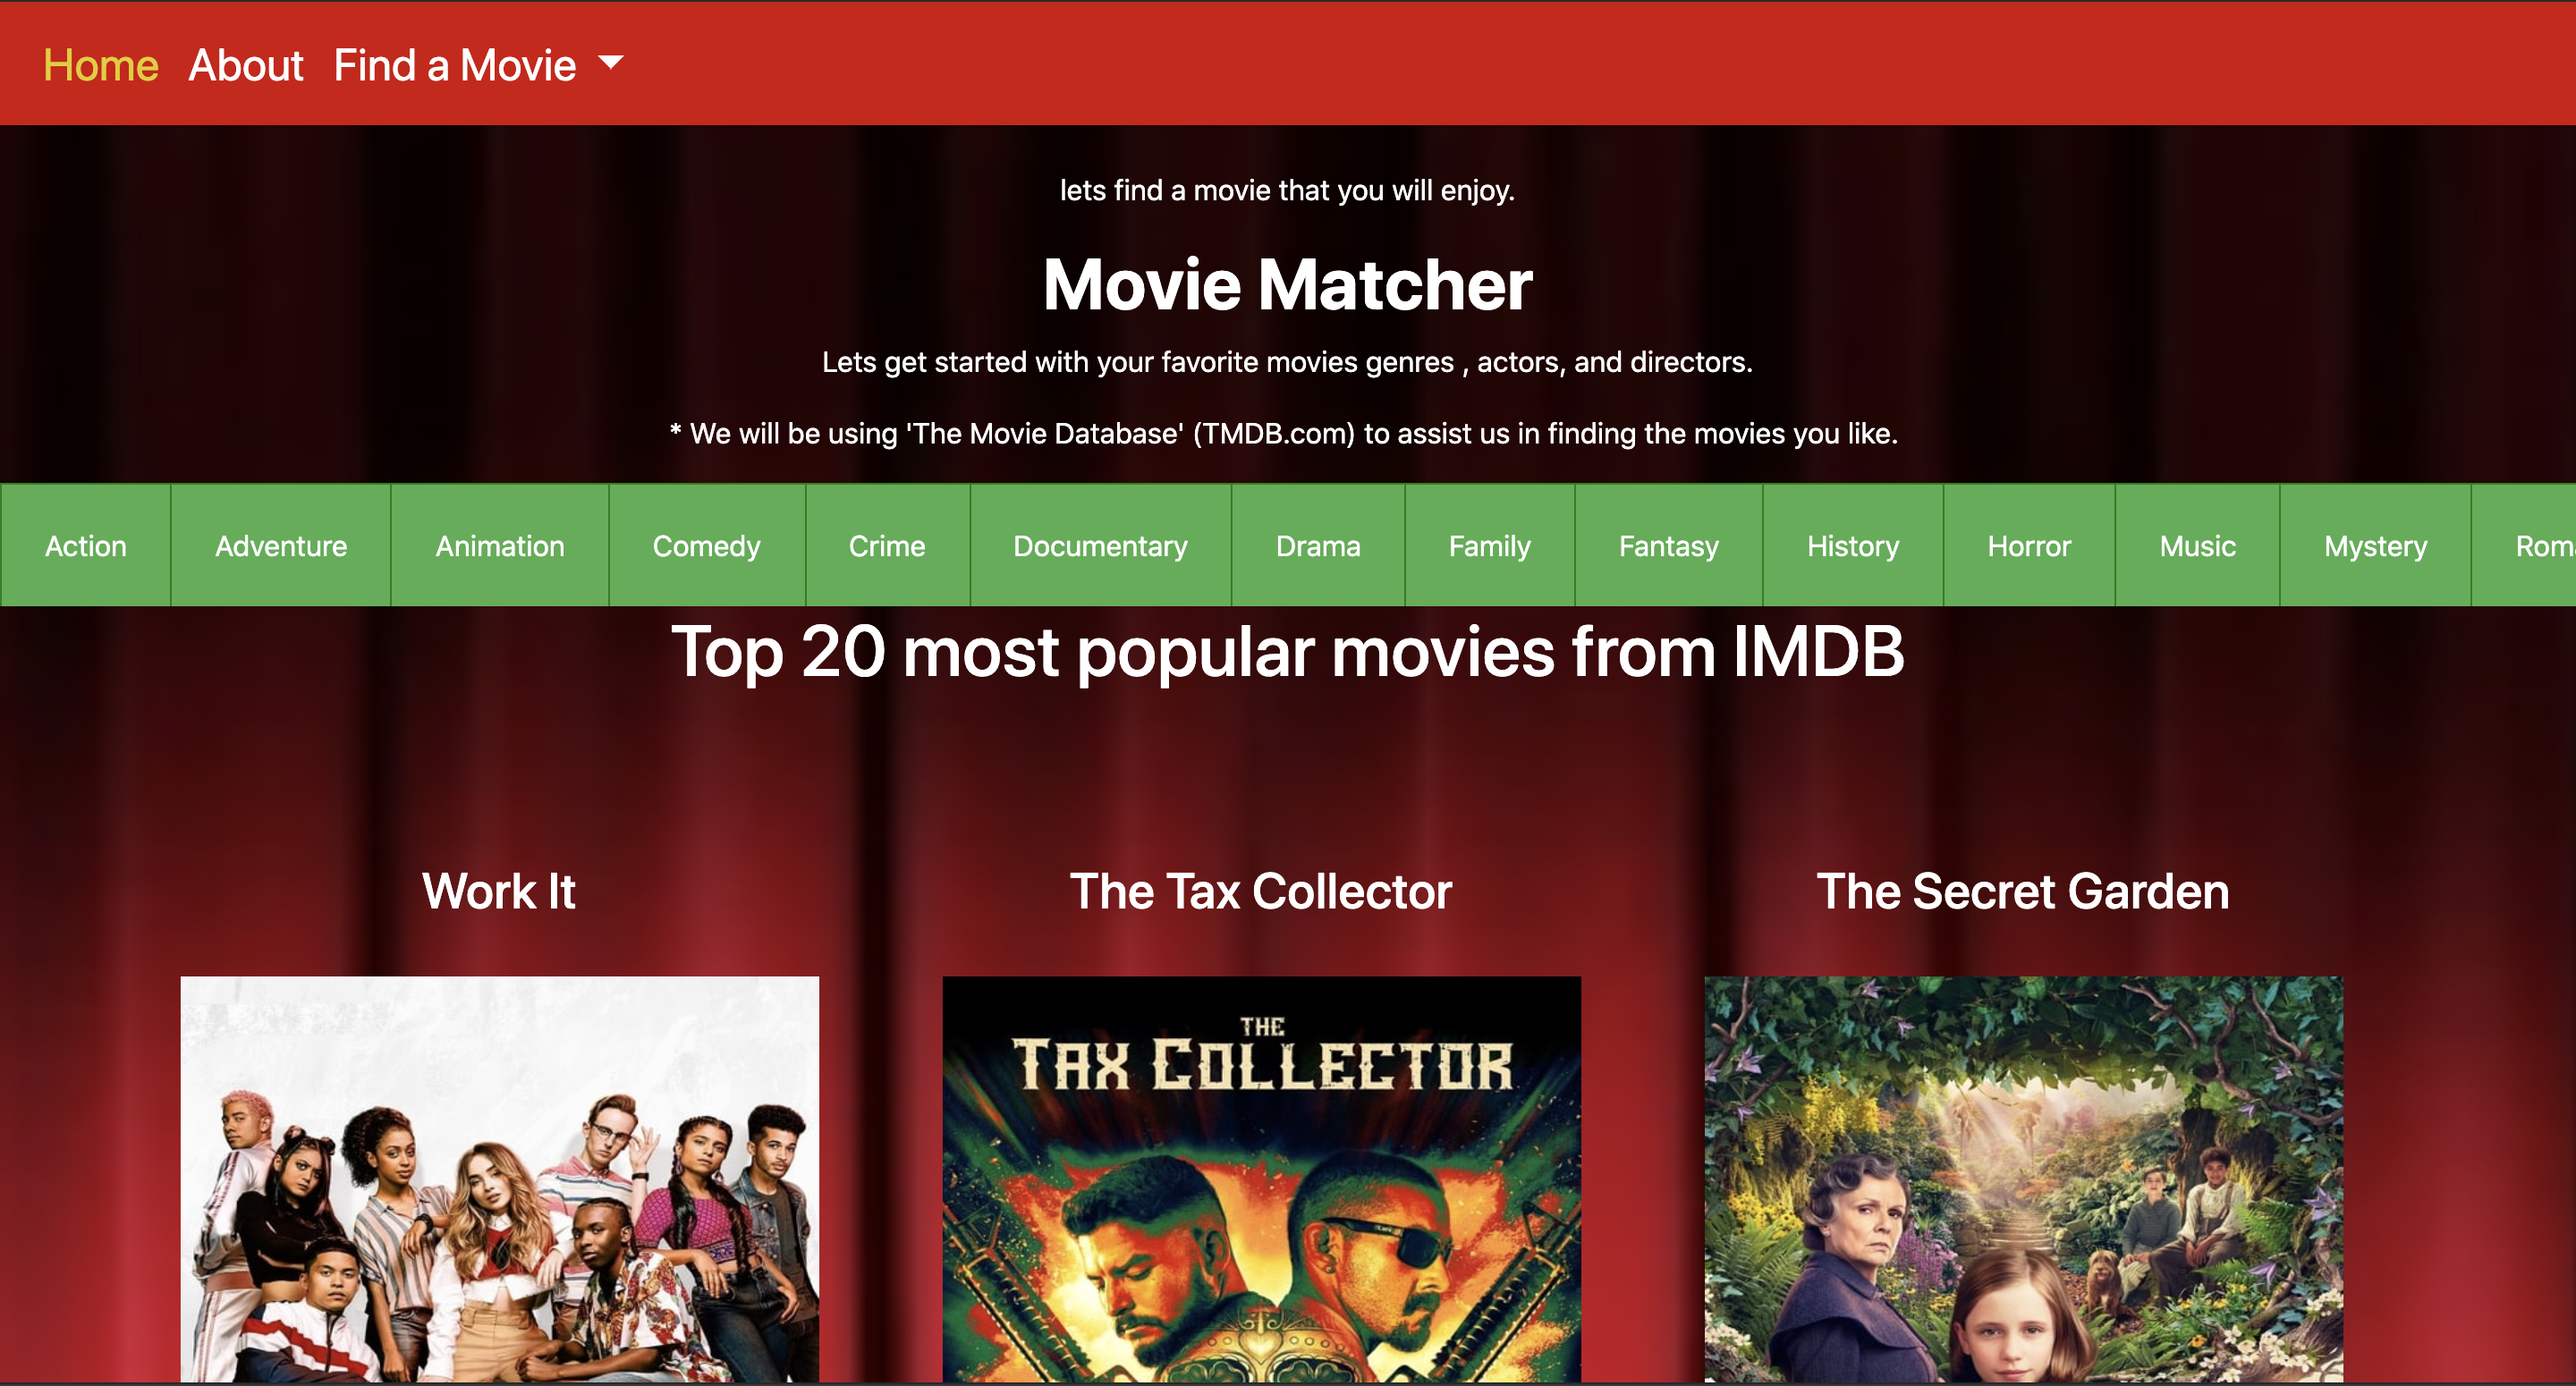 Home About Find a Movie
lets find a movie that you will enjoy.
Movie Matcher
Lets get started with your favorite movies genres , actors, and directors.
* We will be using 'The Movie Database' (TMDB.com) to assist us in finding the movies you like.
Action Adventure Animation Comedy Crime Documentary Drama Family Fantasy History Horror Music Mystery Rom
Top 20 most popular movies from IMDB
Work It The Tax Collector The Secret Garden
THE
TAX COLLECTOR